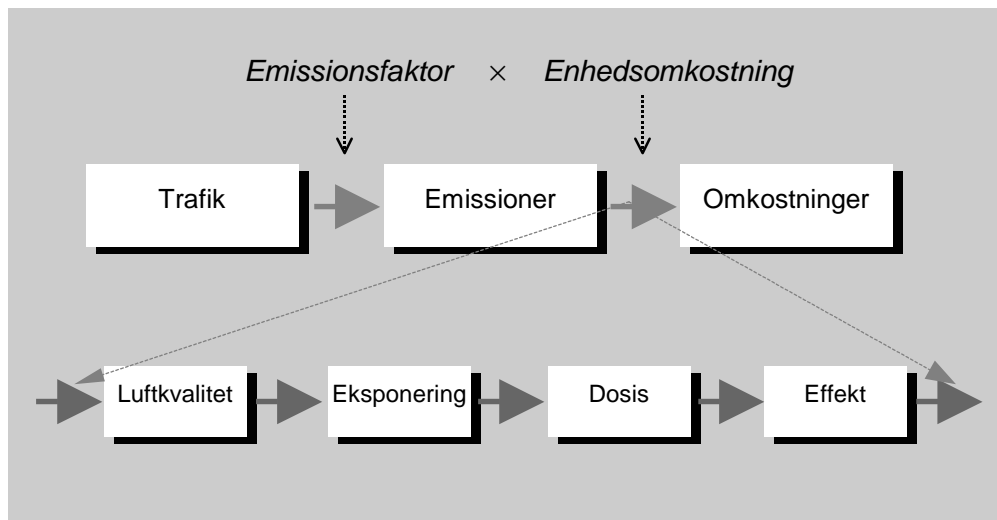 Emissionsfaktor × Enhedsomkostning
Trafik
Emissioner
Omkostninger
Luftkvalitet
Eksponering
Dosis
Effekt